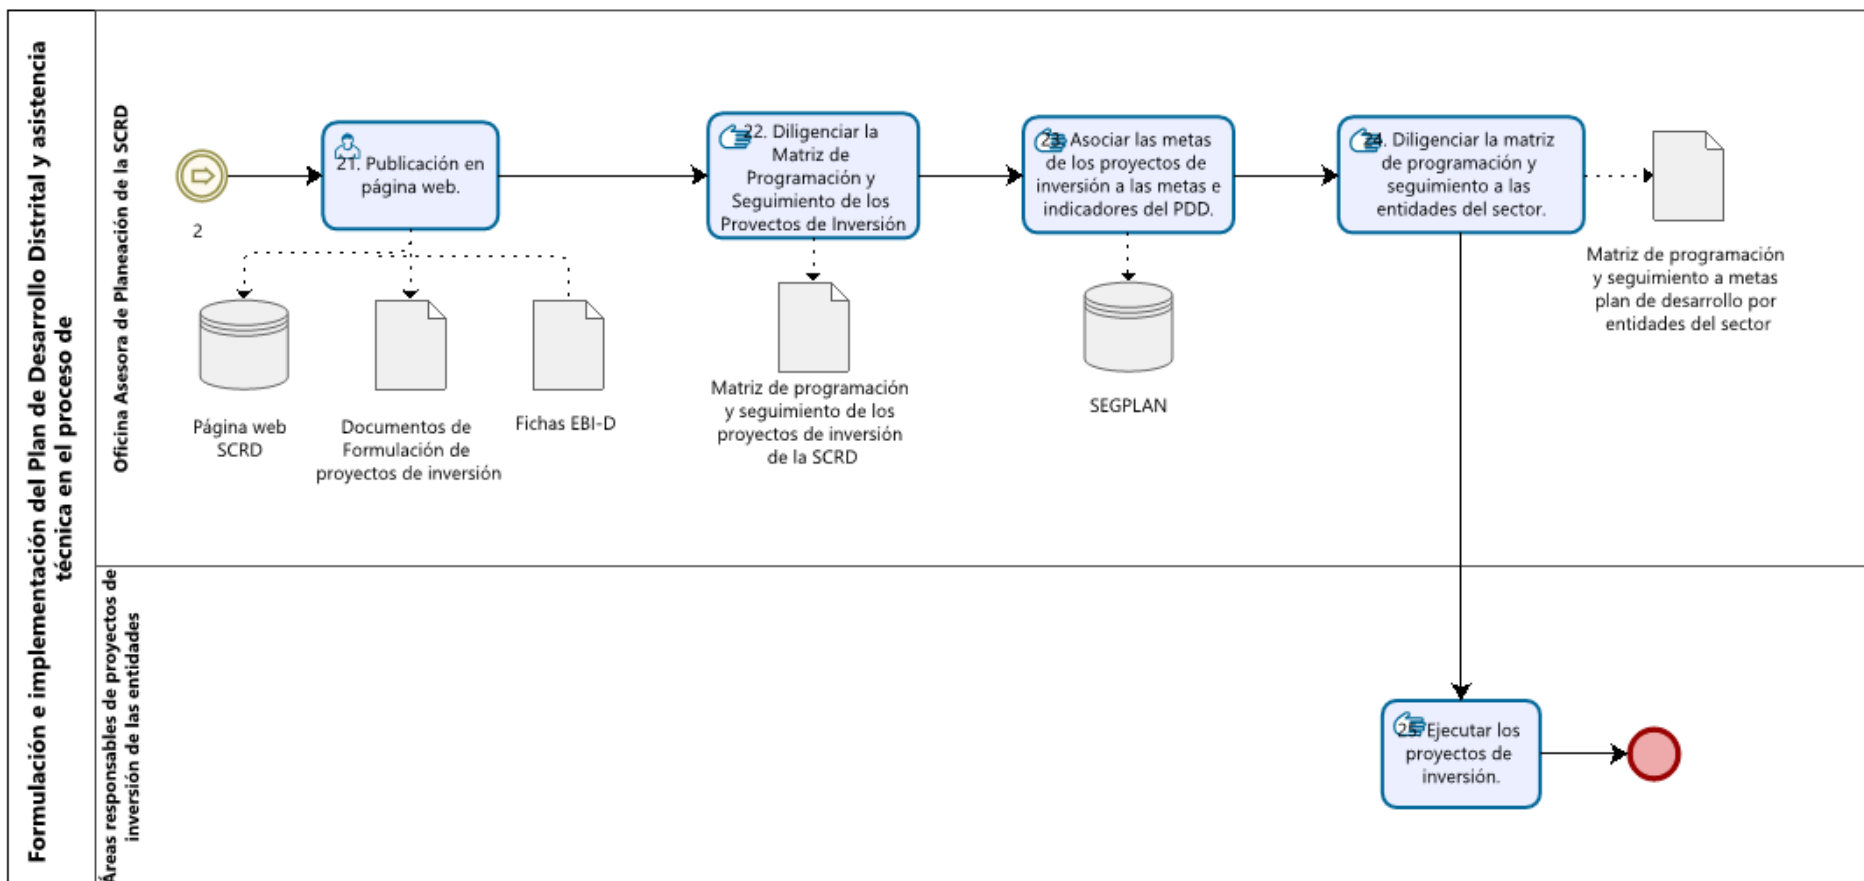 Formulación e implementación del Plan de Desarrollo Distrital y asistencia
técnica en el proceso de
Oficina Asesora de Planeación de la SCRD
2
21. Publicación en
página web.
22. Diligenciar la
Matriz de
Programación y
Seguimiento de los
Proyectos de Inversión
23. Asociar las metas
de los proyectos de
inversión a las metas e
indicadores del PDD.
24. Diligenciar la matriz
de programación y
seguimiento a las
entidades del sector.
Matriz de programación
y seguimiento a metas
plan de desarrollo por
entidades del sector
Página web
SCRD
Documentos de
Formulación de
proyectos de inversión
Fichas EBI-D
Matriz de programación
y seguimiento de los
proyectos de inversión
de la SCRD
SEGPLAN
Áreas responsables de proyectos de
inversión de las entidades
25. Ejecutar los
proyectos de
inversión.